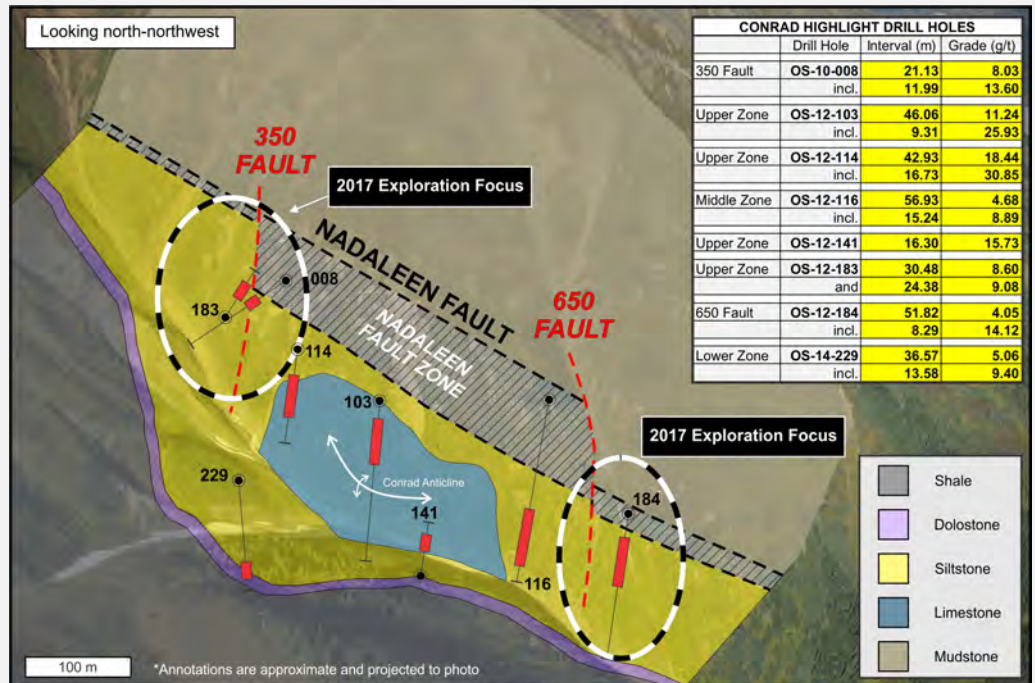 Looking north-northwest
CONRAD HIGHLIGHT DRILL HOLES
Drill Hole Interval (m) Grade (g/t)
350 Fault OS-10-008 21.13 8.03
incl. 11.99 13.60
Upper Zone OS-12-103 46.06 11.24
incl. 9.31 25.93
Upper Zone OS-12-114 42.93 18.44
incl. 16.73 30.85
Middle Zone OS-12-116 56.93 4.68
incl. 15.24 8.89
Upper Zone OS-12-141 16.30 15.73
Upper Zone OS-12-183 30.48 8.60
and 24.38 9.08
650 Fault OS-12-184 51.82 4.05
incl. 8.29 14.12
Lower Zone OS-14-229 36.57 5.06
incl. 13.58 9.40
350
FAULT
2017 Exploration Focus
NADALEEN FAULT
NADALEEN
FAULT ZONE
650
FAULT
008
183
114
103
2017 Exploration Focus
229
Conrad Anticline
141
184
116
Shale
Dolostone
Siltstone
Limestone
Mudstone
100 m
*Annotations are approximate and projected to photo